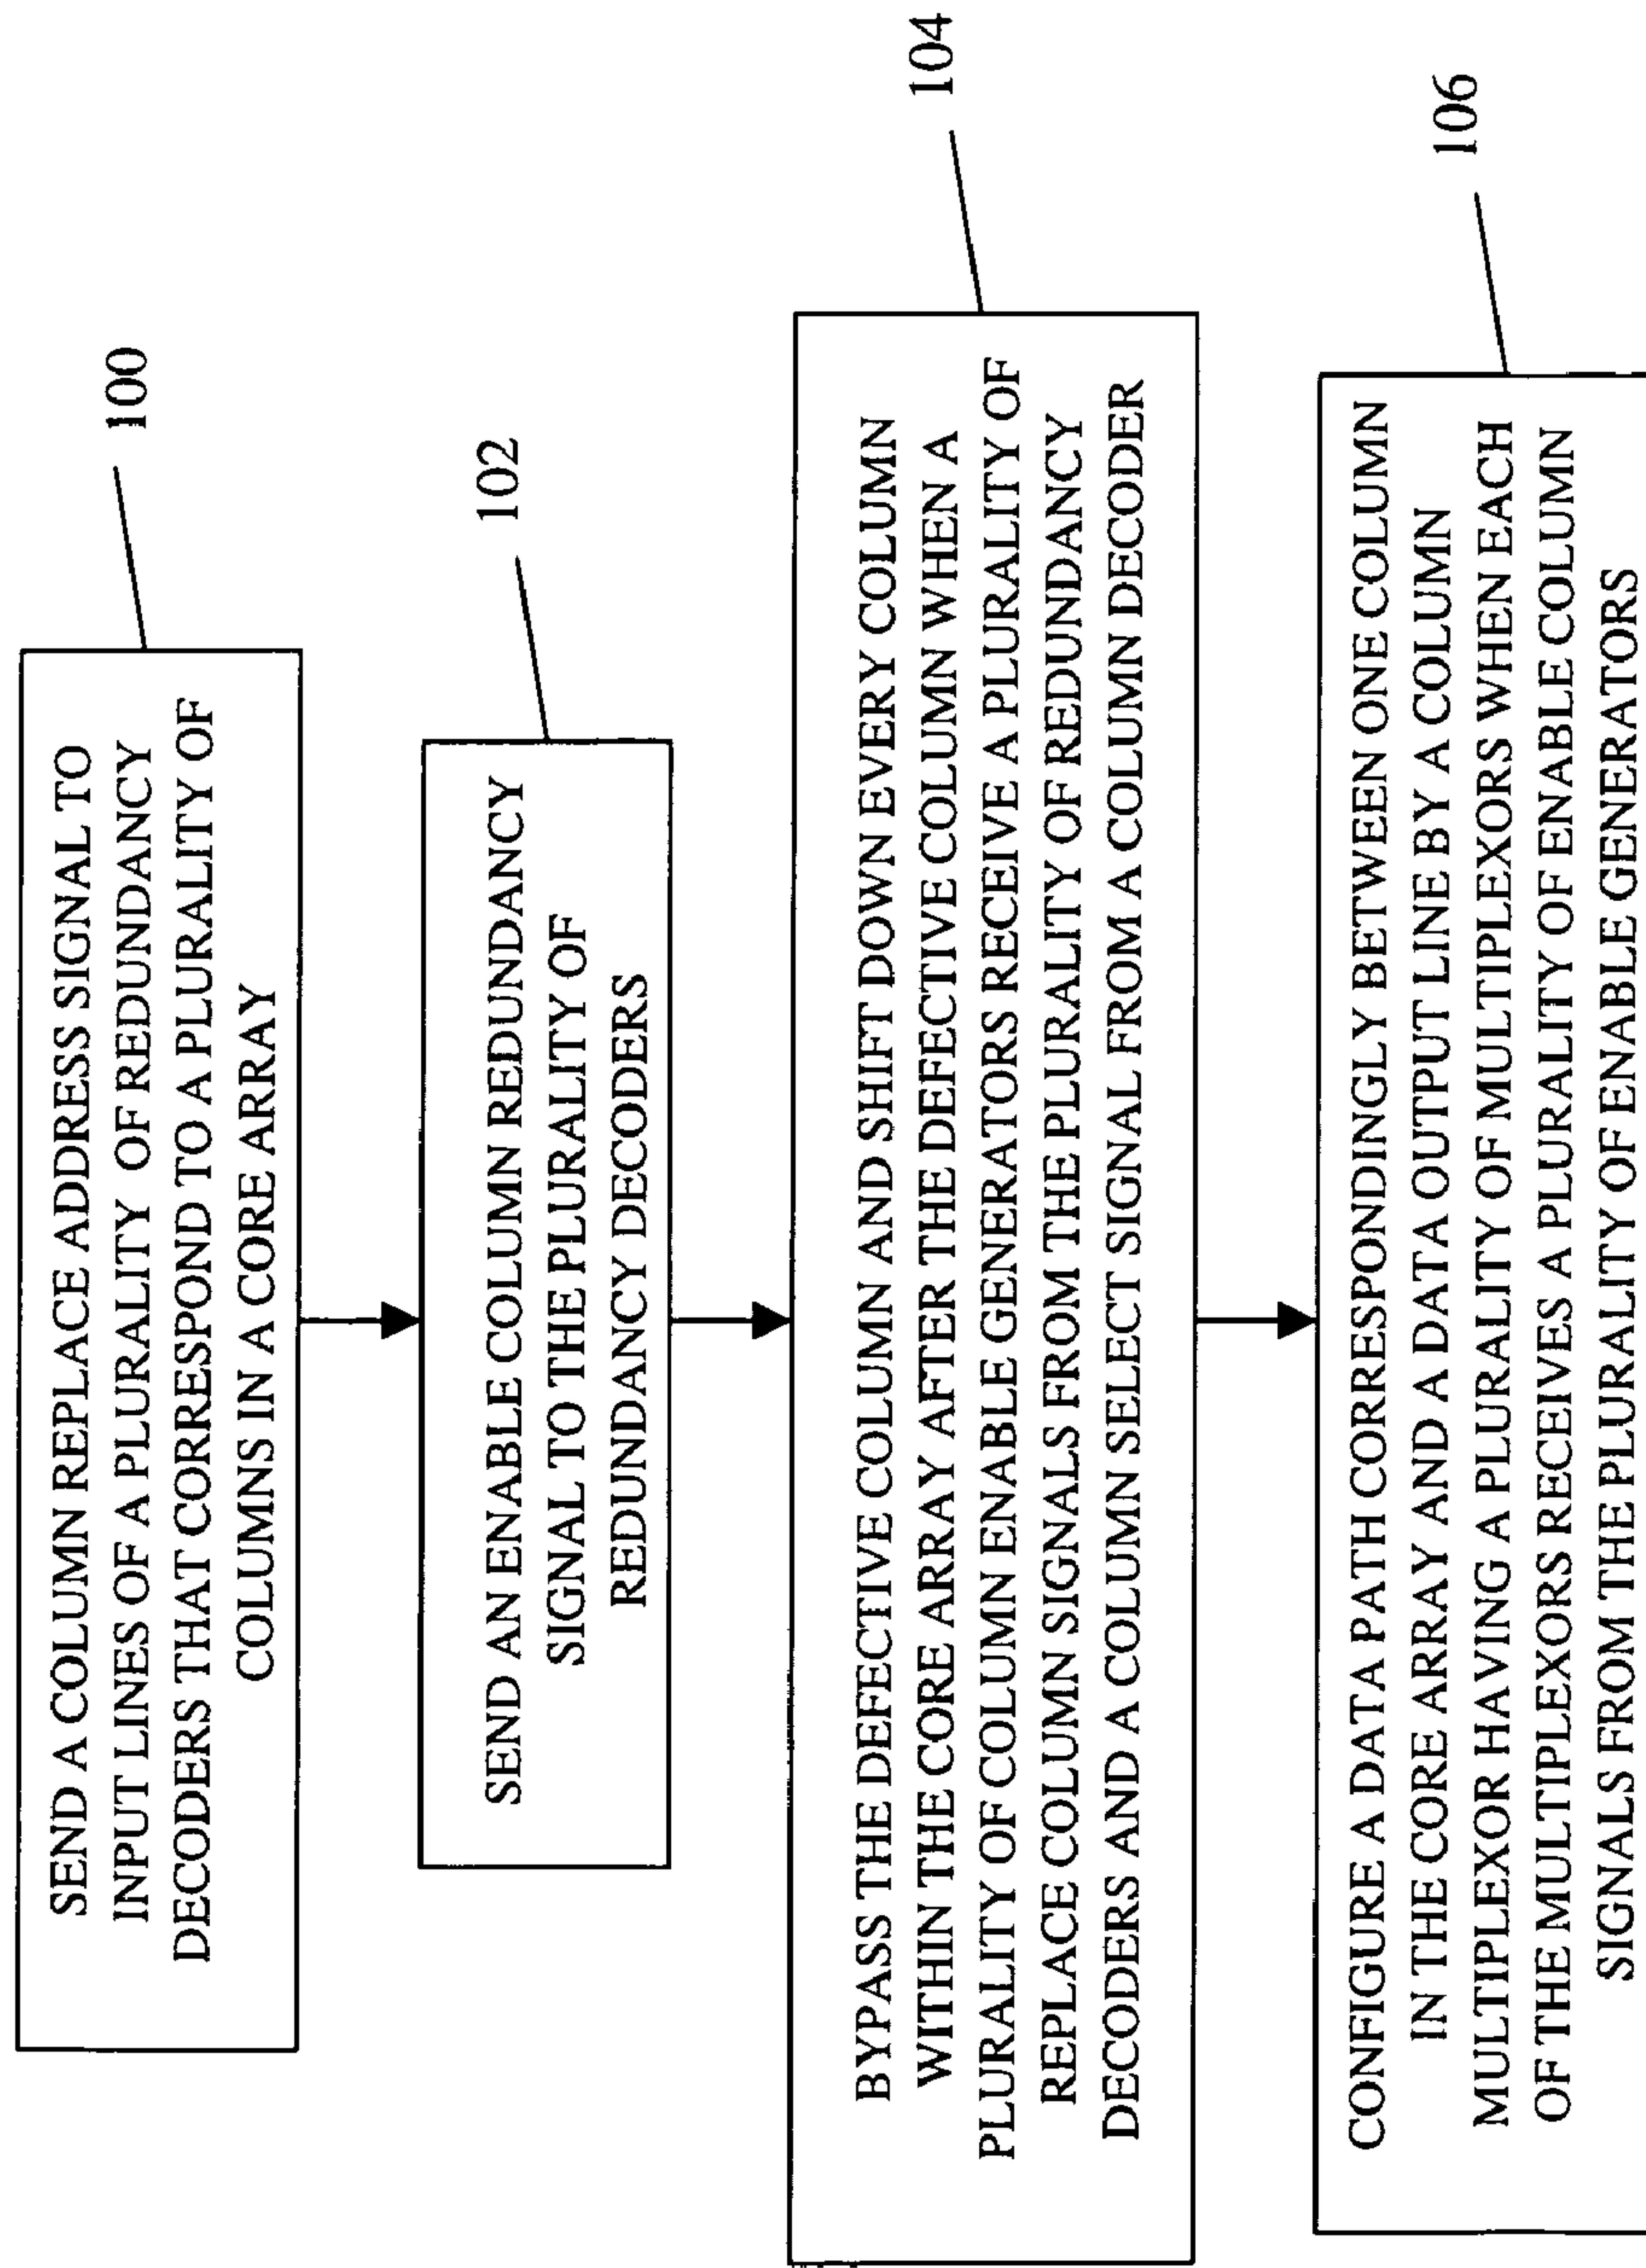 100
SEND A COLUMN REPLACE ADDRESS SIGNAL TO
INPUT LINES OF A PLURALITY OF REDUNDANCY
DECODERS THAT CORRESPOND TO A PLURALITY OF
COLUMNS IN A CORE ARRAY
102
SEND AN ENABLE COLUMN REDUNDANCY
SIGNAL TO THE PLURALITY OF
REDUNDANCY DECODERS
104
BYPASS THE DEFECTIVE COLUMN AND SHIFT DOWN EVERY COLUMN
WITHIN THE CORE ARRAY AFTER THE DEFECTIVE COLUMN WHEN A
PLURALITY OF COLUMN ENABLE GENERATORS RECEIVE A PLURALITY OF
REPLACE COLUMN SIGNALS FROM THE PLURALITY OF REDUNDANCY
DECODERS AND A COLUMN SELECT SIGNAL FROM A COLUMN DECODER
106
CONFIGURE A DATA PATH CORRESPONDINGLY BETWEEN ONE COLUMN
IN THE CORE ARRAY AND A DATA OUTPUT LINE BY A COLUMN
MULTIPLEXOR HAVING A PLURALITY OF MULTIPLEXORS WHEN EACH
OF THE MULTIPLEXORS RECEIVES A PLURALITY OF ENABLE COLUMN
SIGNALS FROM THE PLURALITY OF ENABLE GENERATORS